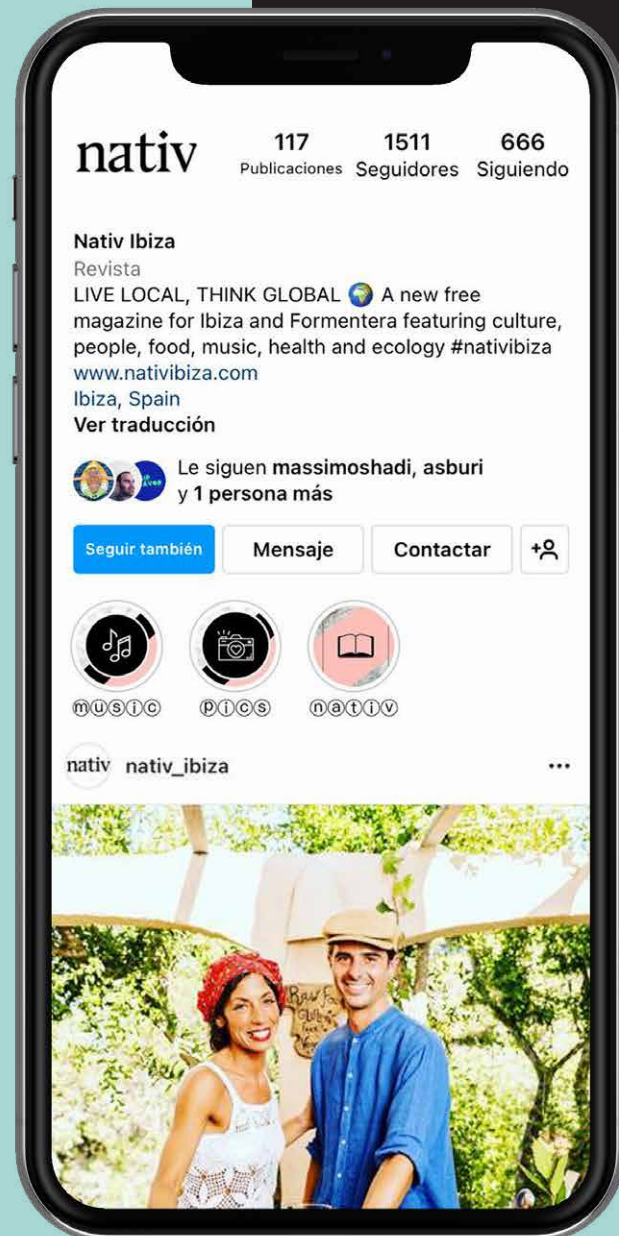 nativ
117 1511 666
Publicaciones Seguidores Siguiendo
Nativ Ibiza
Revista
LIVE LOCAL, THINK GLOBAL 🌍 A new free
magazine for Ibiza and Formentera featuring culture,
people, food, music, health and ecology #nativibiza
www.nativibiza.com
Ibiza, Spain
Ver traducción
Le siguen massimoshadi, asburi
y 1 persona más
Seguir también Mensaje Contactar
ⓜⓤⓢⓘⓒ ⓟⓘⓒⓢ ⓝⓐⓣⓘⓥ
nativ nativ_ibiza
Raw